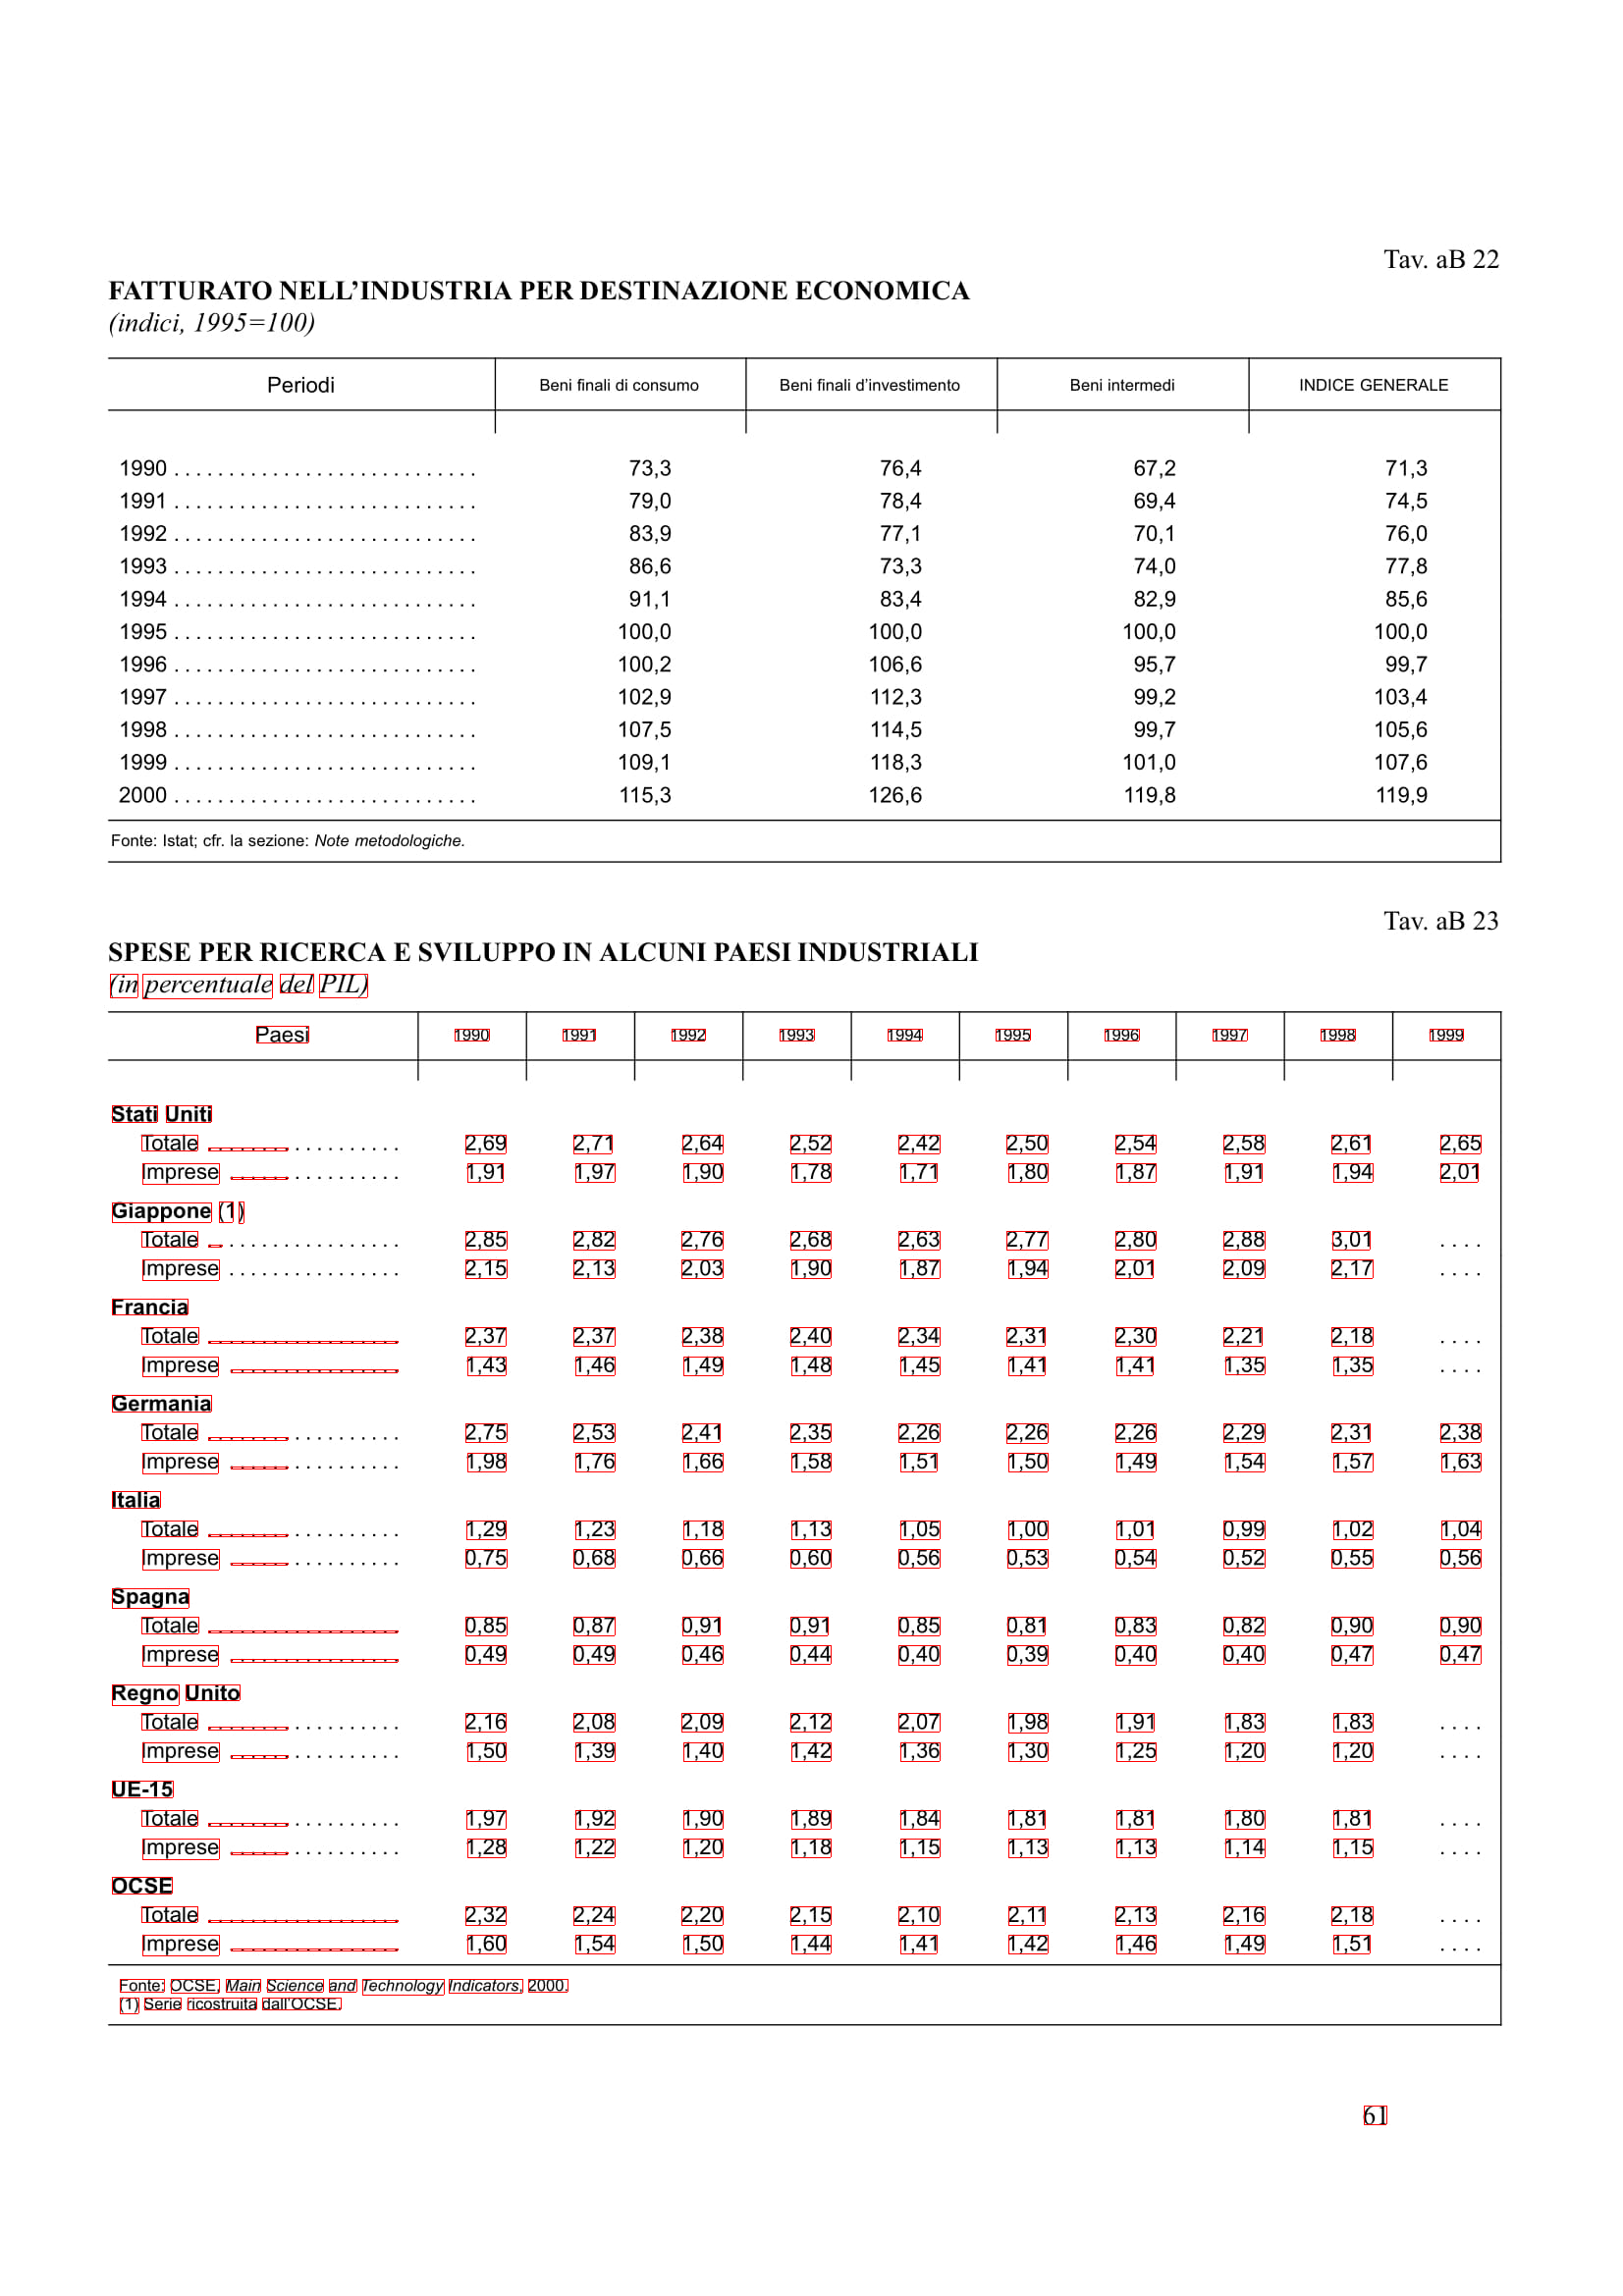 Tav. aB 22
FATTURATO NELL’INDUSTRIA PER DESTINAZIONE ECONOMICA
(indici, 1995=100)
Periodi Beni finali di consumo Beni finali d’investimento Beni intermedi INDICE GENERALE
1990 . . . . . . . . . . . . . . . . . . . . . . . . . . . . 73,3 76,4 67,2 71,3
1991 . . . . . . . . . . . . . . . . . . . . . . . . . . . . 79,0 78,4 69,4 74,5
1992 . . . . . . . . . . . . . . . . . . . . . . . . . . . . 83,9 77,1 70,1 76,0
1993 . . . . . . . . . . . . . . . . . . . . . . . . . . . . 86,6 73,3 74,0 77,8
1994 . . . . . . . . . . . . . . . . . . . . . . . . . . . . 91,1 83,4 82,9 85,6
1995 . . . . . . . . . . . . . . . . . . . . . . . . . . . . 100,0 100,0 100,0 100,0
1996 . . . . . . . . . . . . . . . . . . . . . . . . . . . . 100,2 106,6 95,7 99,7
1997 . . . . . . . . . . . . . . . . . . . . . . . . . . . . 102,9 112,3 99,2 103,4
1998 . . . . . . . . . . . . . . . . . . . . . . . . . . . . 107,5 114,5 99,7 105,6
1999 . . . . . . . . . . . . . . . . . . . . . . . . . . . . 109,1 118,3 101,0 107,6
2000 . . . . . . . . . . . . . . . . . . . . . . . . . . . . 115,3 126,6 119,8 119,9
Fonte: Istat; cfr. la sezione: Note metodologiche.
Tav. aB 23
SPESE PER RICERCA E SVILUPPO IN ALCUNI PAESI INDUSTRIALI
(in percentuale del PIL)
Paesi 1990 1991 1992 1993 1994 1995 1996 1997 1998 1999
Stati Uniti
Totale . . . . . . . . . . . . . . . . . 2,69 2,71 2,64 2,52 2,42 2,50 2,54 2,58 2,61 2,65
Imprese . . . . . . . . . . . . . . . 1,91 1,97 1,90 1,78 1,71 1,80 1,87 1,91 1,94 2,01
Giappone (1)
Totale . . . . . . . . . . . . . . . . . 2,85 2,82 2,76 2,68 2,63 2,77 2,80 2,88 3,01 . . . .
Imprese . . . . . . . . . . . . . . . . 2,15 2,13 2,03 1,90 1,87 1,94 2,01 2,09 2,17 . . . .
Francia
Totale . . . . . . . . . . . . . . . . . 2,37 2,37 2,38 2,40 2,34 2,31 2,30 2,21 2,18 . . . .
Imprese . . . . . . . . . . . . . . . 1,43 1,46 1,49 1,48 1,45 1,41 1,41 1,35 1,35 . . . .
Germania
Totale . . . . . . . . . . . . . . . . . 2,75 2,53 2,41 2,35 2,26 2,26 2,26 2,29 2,31 2,38
Imprese . . . . . . . . . . . . . . . 1,98 1,76 1,66 1,58 1,51 1,50 1,49 1,54 1,57 1,63
Italia
Totale . . . . . . . . . . . . . . . . . 1,29 1,23 1,18 1,13 1,05 1,00 1,01 0,99 1,02 1,04
Imprese . . . . . . . . . . . . . . . 0,75 0,68 0,66 0,60 0,56 0,53 0,54 0,52 0,55 0,56
Spagna
Totale . . . . . . . . . . . . . . . . . 0,85 0,87 0,91 0,91 0,85 0,81 0,83 0,82 0,90 0,90
Imprese . . . . . . . . . . . . . . . 0,49 0,49 0,46 0,44 0,40 0,39 0,40 0,40 0,47 0,47
Regno Unito
Totale . . . . . . . . . . . . . . . . . 2,16 2,08 2,09 2,12 2,07 1,98 1,91 1,83 1,83 . . . .
Imprese . . . . . . . . . . . . . . . 1,50 1,39 1,40 1,42 1,36 1,30 1,25 1,20 1,20 . . . .
UE-15
Totale . . . . . . . . . . . . . . . . . 1,97 1,92 1,90 1,89 1,84 1,81 1,81 1,80 1,81 . . . .
Imprese . . . . . . . . . . . . . . . 1,28 1,22 1,20 1,18 1,15 1,13 1,13 1,14 1,15 . . . .
OCSE
Totale . . . . . . . . . . . . . . . . . 2,32 2,24 2,20 2,15 2,10 2,11 2,13 2,16 2,18 . . . .
Imprese . . . . . . . . . . . . . . . 1,60 1,54 1,50 1,44 1,41 1,42 1,46 1,49 1,51 . . . .
Fonte: OCSE, Main Science and Technology Indicators, 2000.
(1) Serie ricostruita dall’OCSE.
61